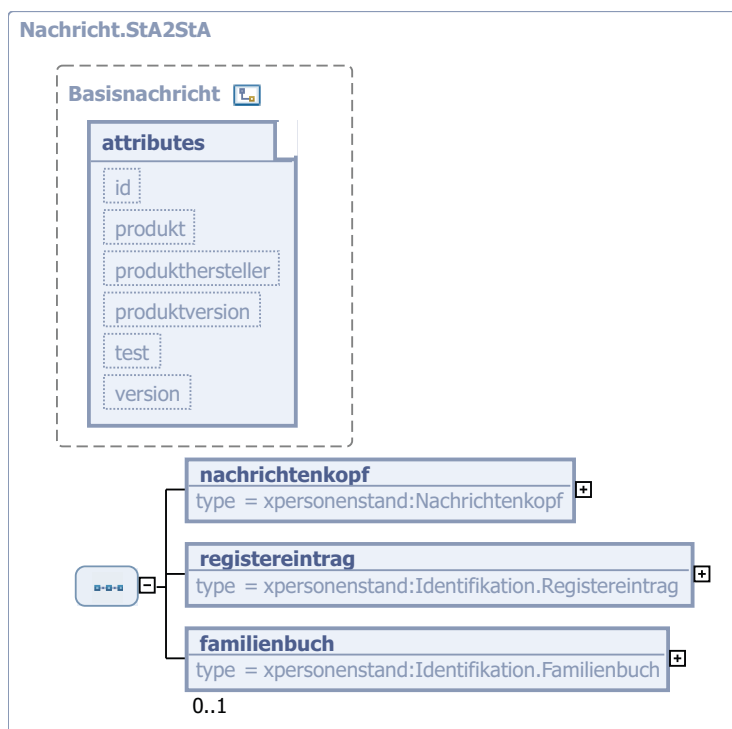 Nachricht.StA2StA
Basisnachricht
attributes
id
produkt
produkthersteller
produktversion
test
version
nachrichtenkopf
type = xpersonenstand:Nachrichtenkopf
registereintrag
type = xpersonenstand:Identifikation.Registereintrag
familienbuch
type = xpersonenstand:Identifikation.Familienbuch
0..1